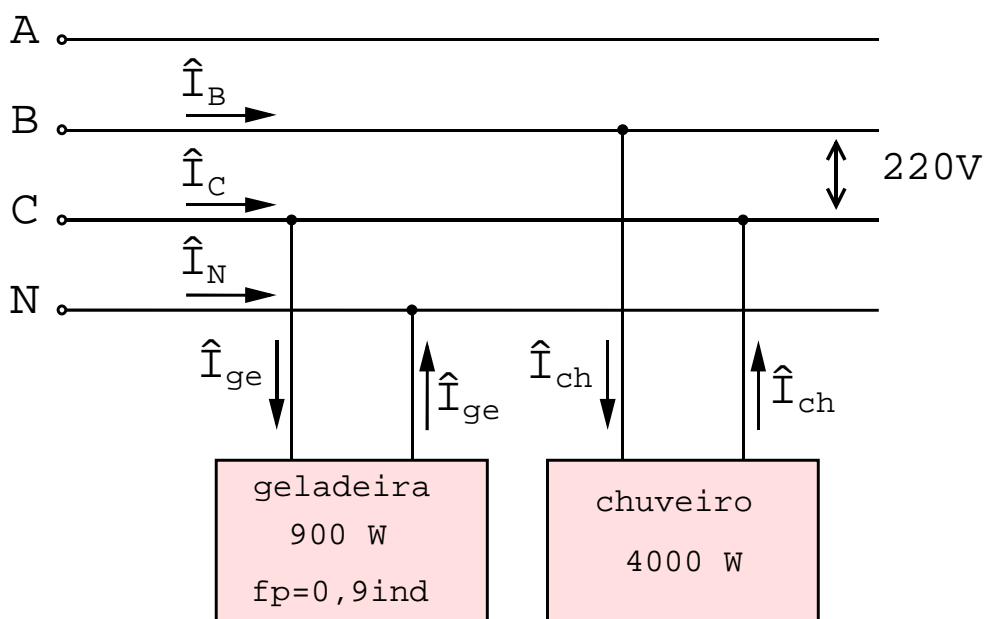 A
Î_B
B
220V
Î_C
C
Î_N
N
Î_ge
Î_ge
Î_ch
Î_ch
geladeira
900 W
fp=0,9ind
chuveiro
4000 W